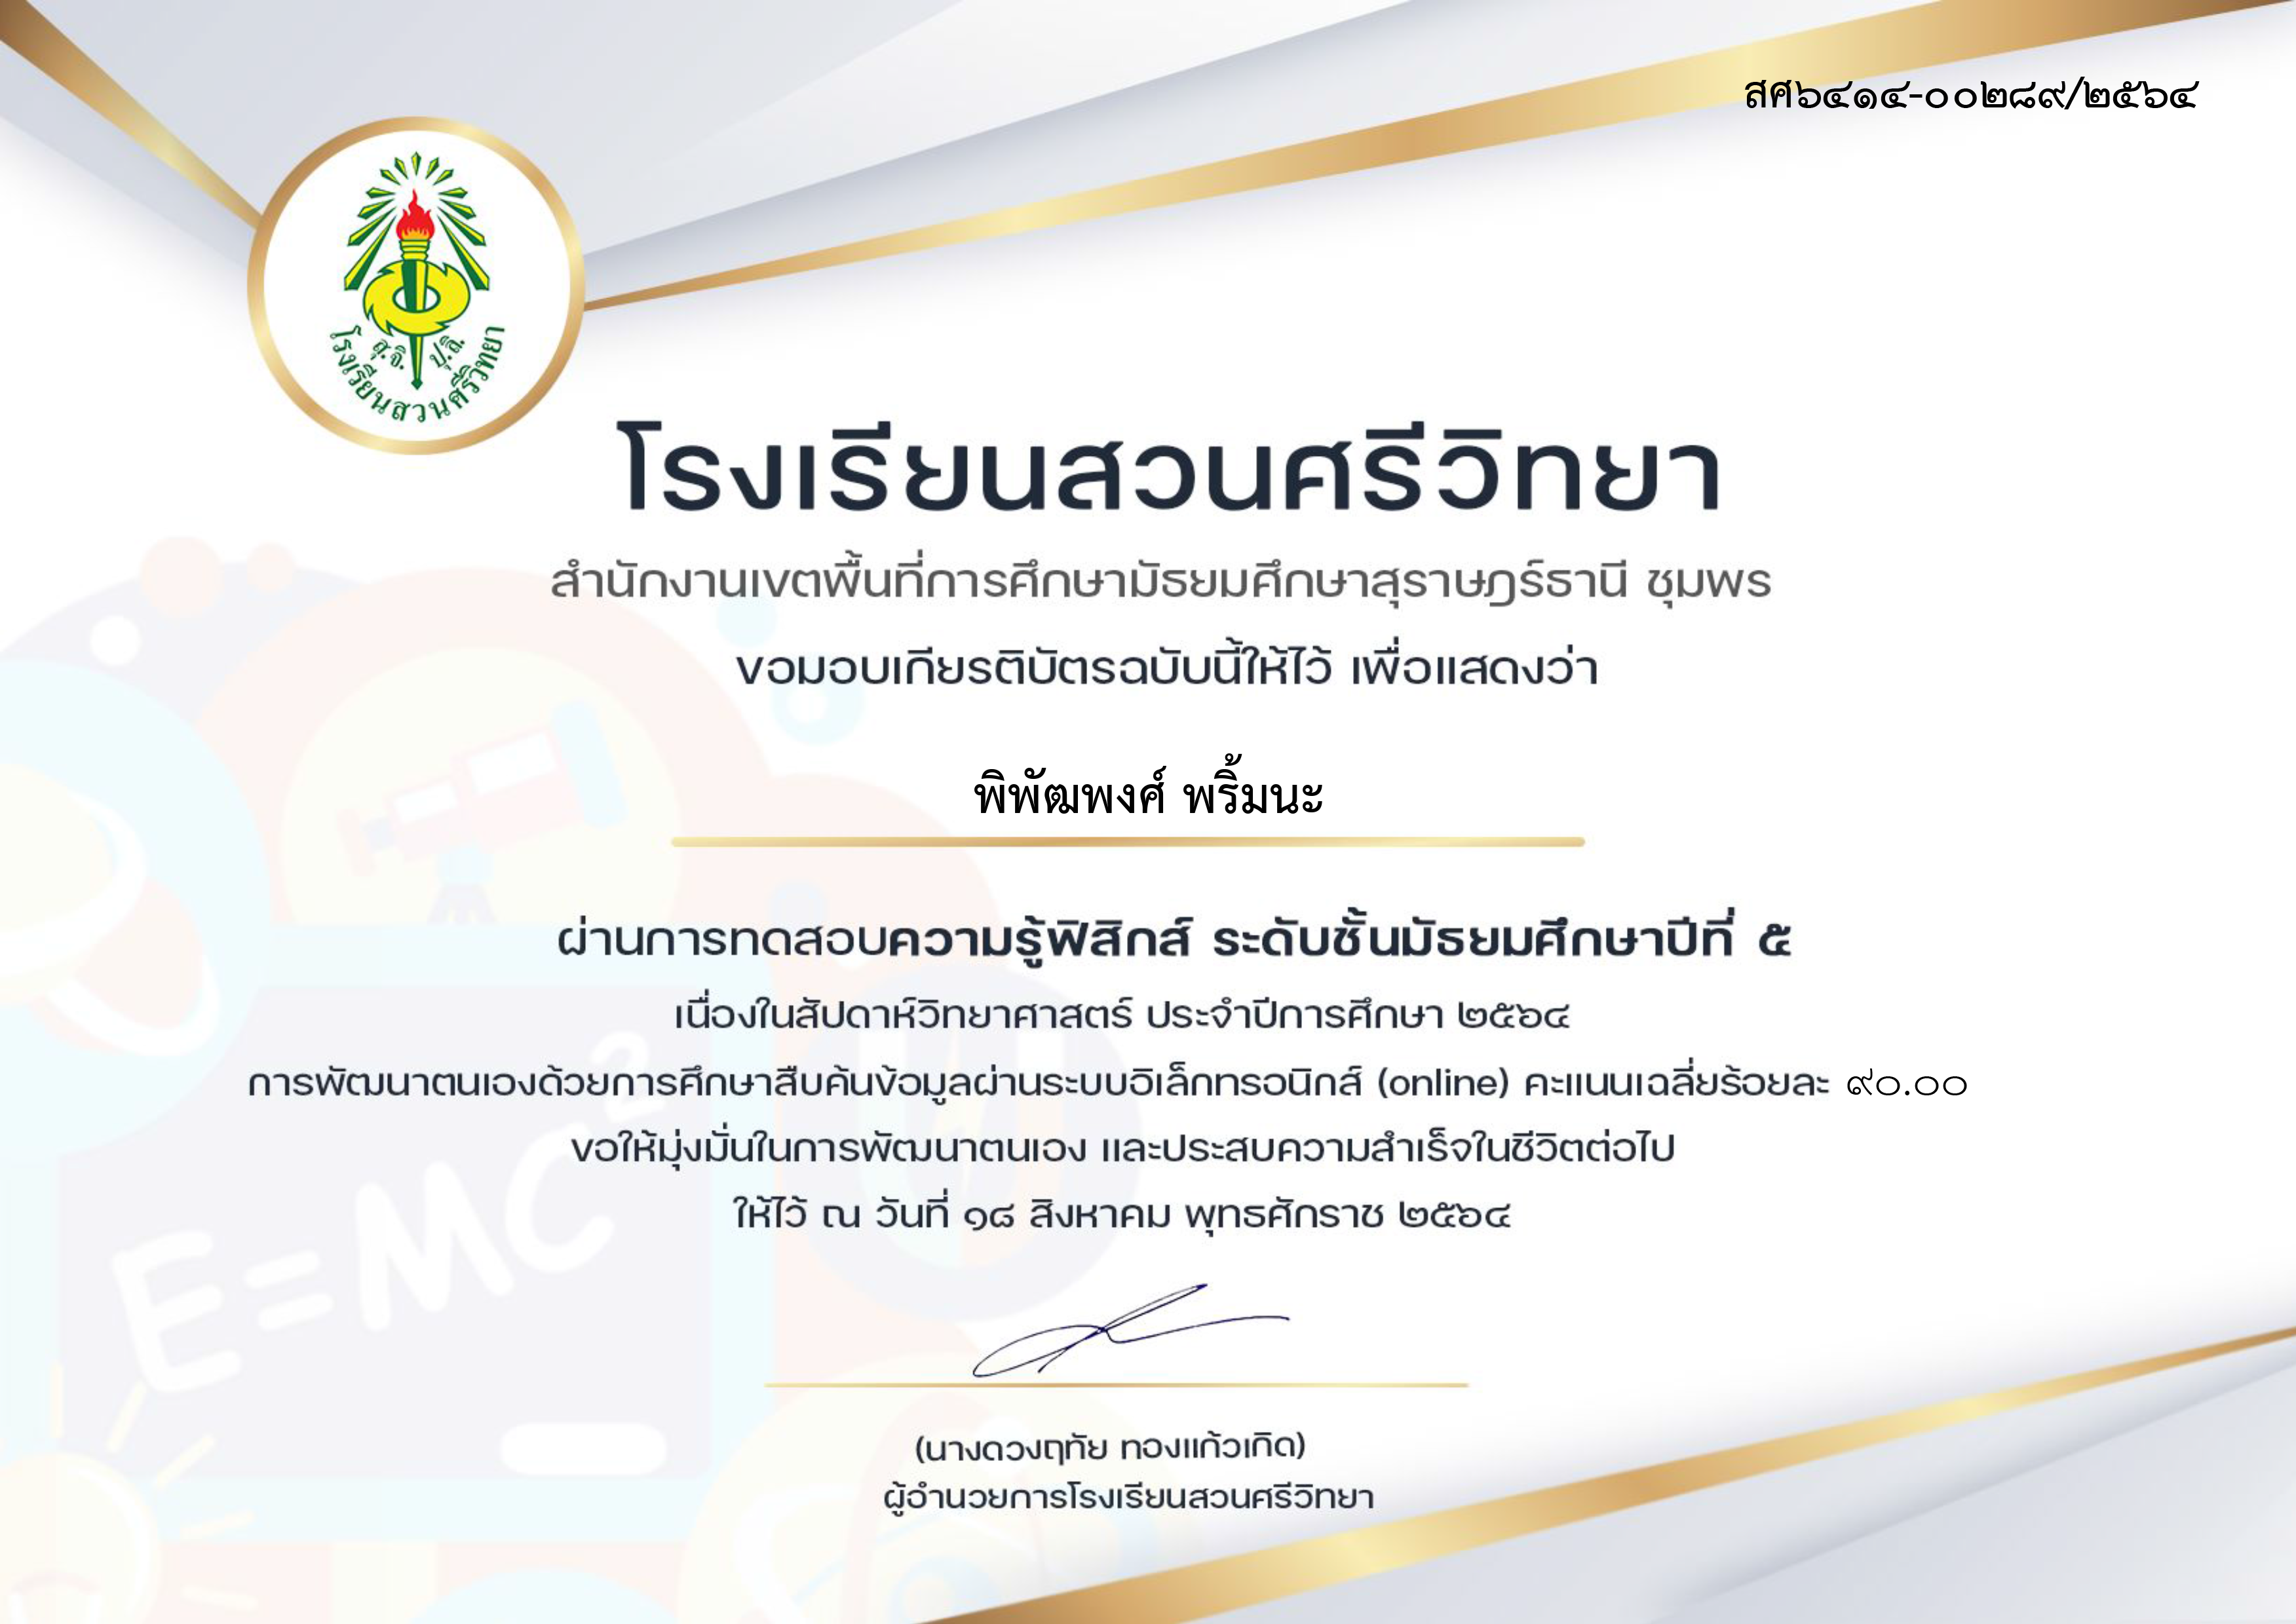 สศ๖๔๑๔-๐๐๒๘๙/๒๕๖๔
สุ.จิ. ปุ.ลิ.
โรงเรียนสวนศรีวิทยา
โรงเรียนสวนศรีวิทยา
สำนักงานเขตพื้นที่การศึกษามัธยมศึกษาสุราษฎร์ธานี ชุมพร
ขอมอบเกียรติบัตรฉบับนี้ให้ไว้ เพื่อแสดงว่า
พิพัฒพงศ์ พริ้มนะ
ผ่านการทดสอบความรู้ฟิสิกส์ ระดับชั้นมัธยมศึกษาปีที่ ๕
เนื่องในสัปดาห์วิทยาศาสตร์ ประจำปีการศึกษา ๒๕๖๔
การพัฒนาตนเองด้วยการศึกษาสืบค้นข้อมูลผ่านระบบอิเล็กทรอนิกส์ (online) คะแนนเฉลี่ยร้อยละ ๙๐.๐๐
ขอให้มุ่งมั่นในการพัฒนาตนเอง และประสบความสำเร็จในชีวิตต่อไป
ให้ไว้ ณ วันที่ ๑๘ สิงหาคม พุทธศักราช ๒๕๖๔
E=MC²
(นางดวงฤทัย ทองแก้วเกิด)
ผู้อำนวยการโรงเรียนสวนศรีวิทยา